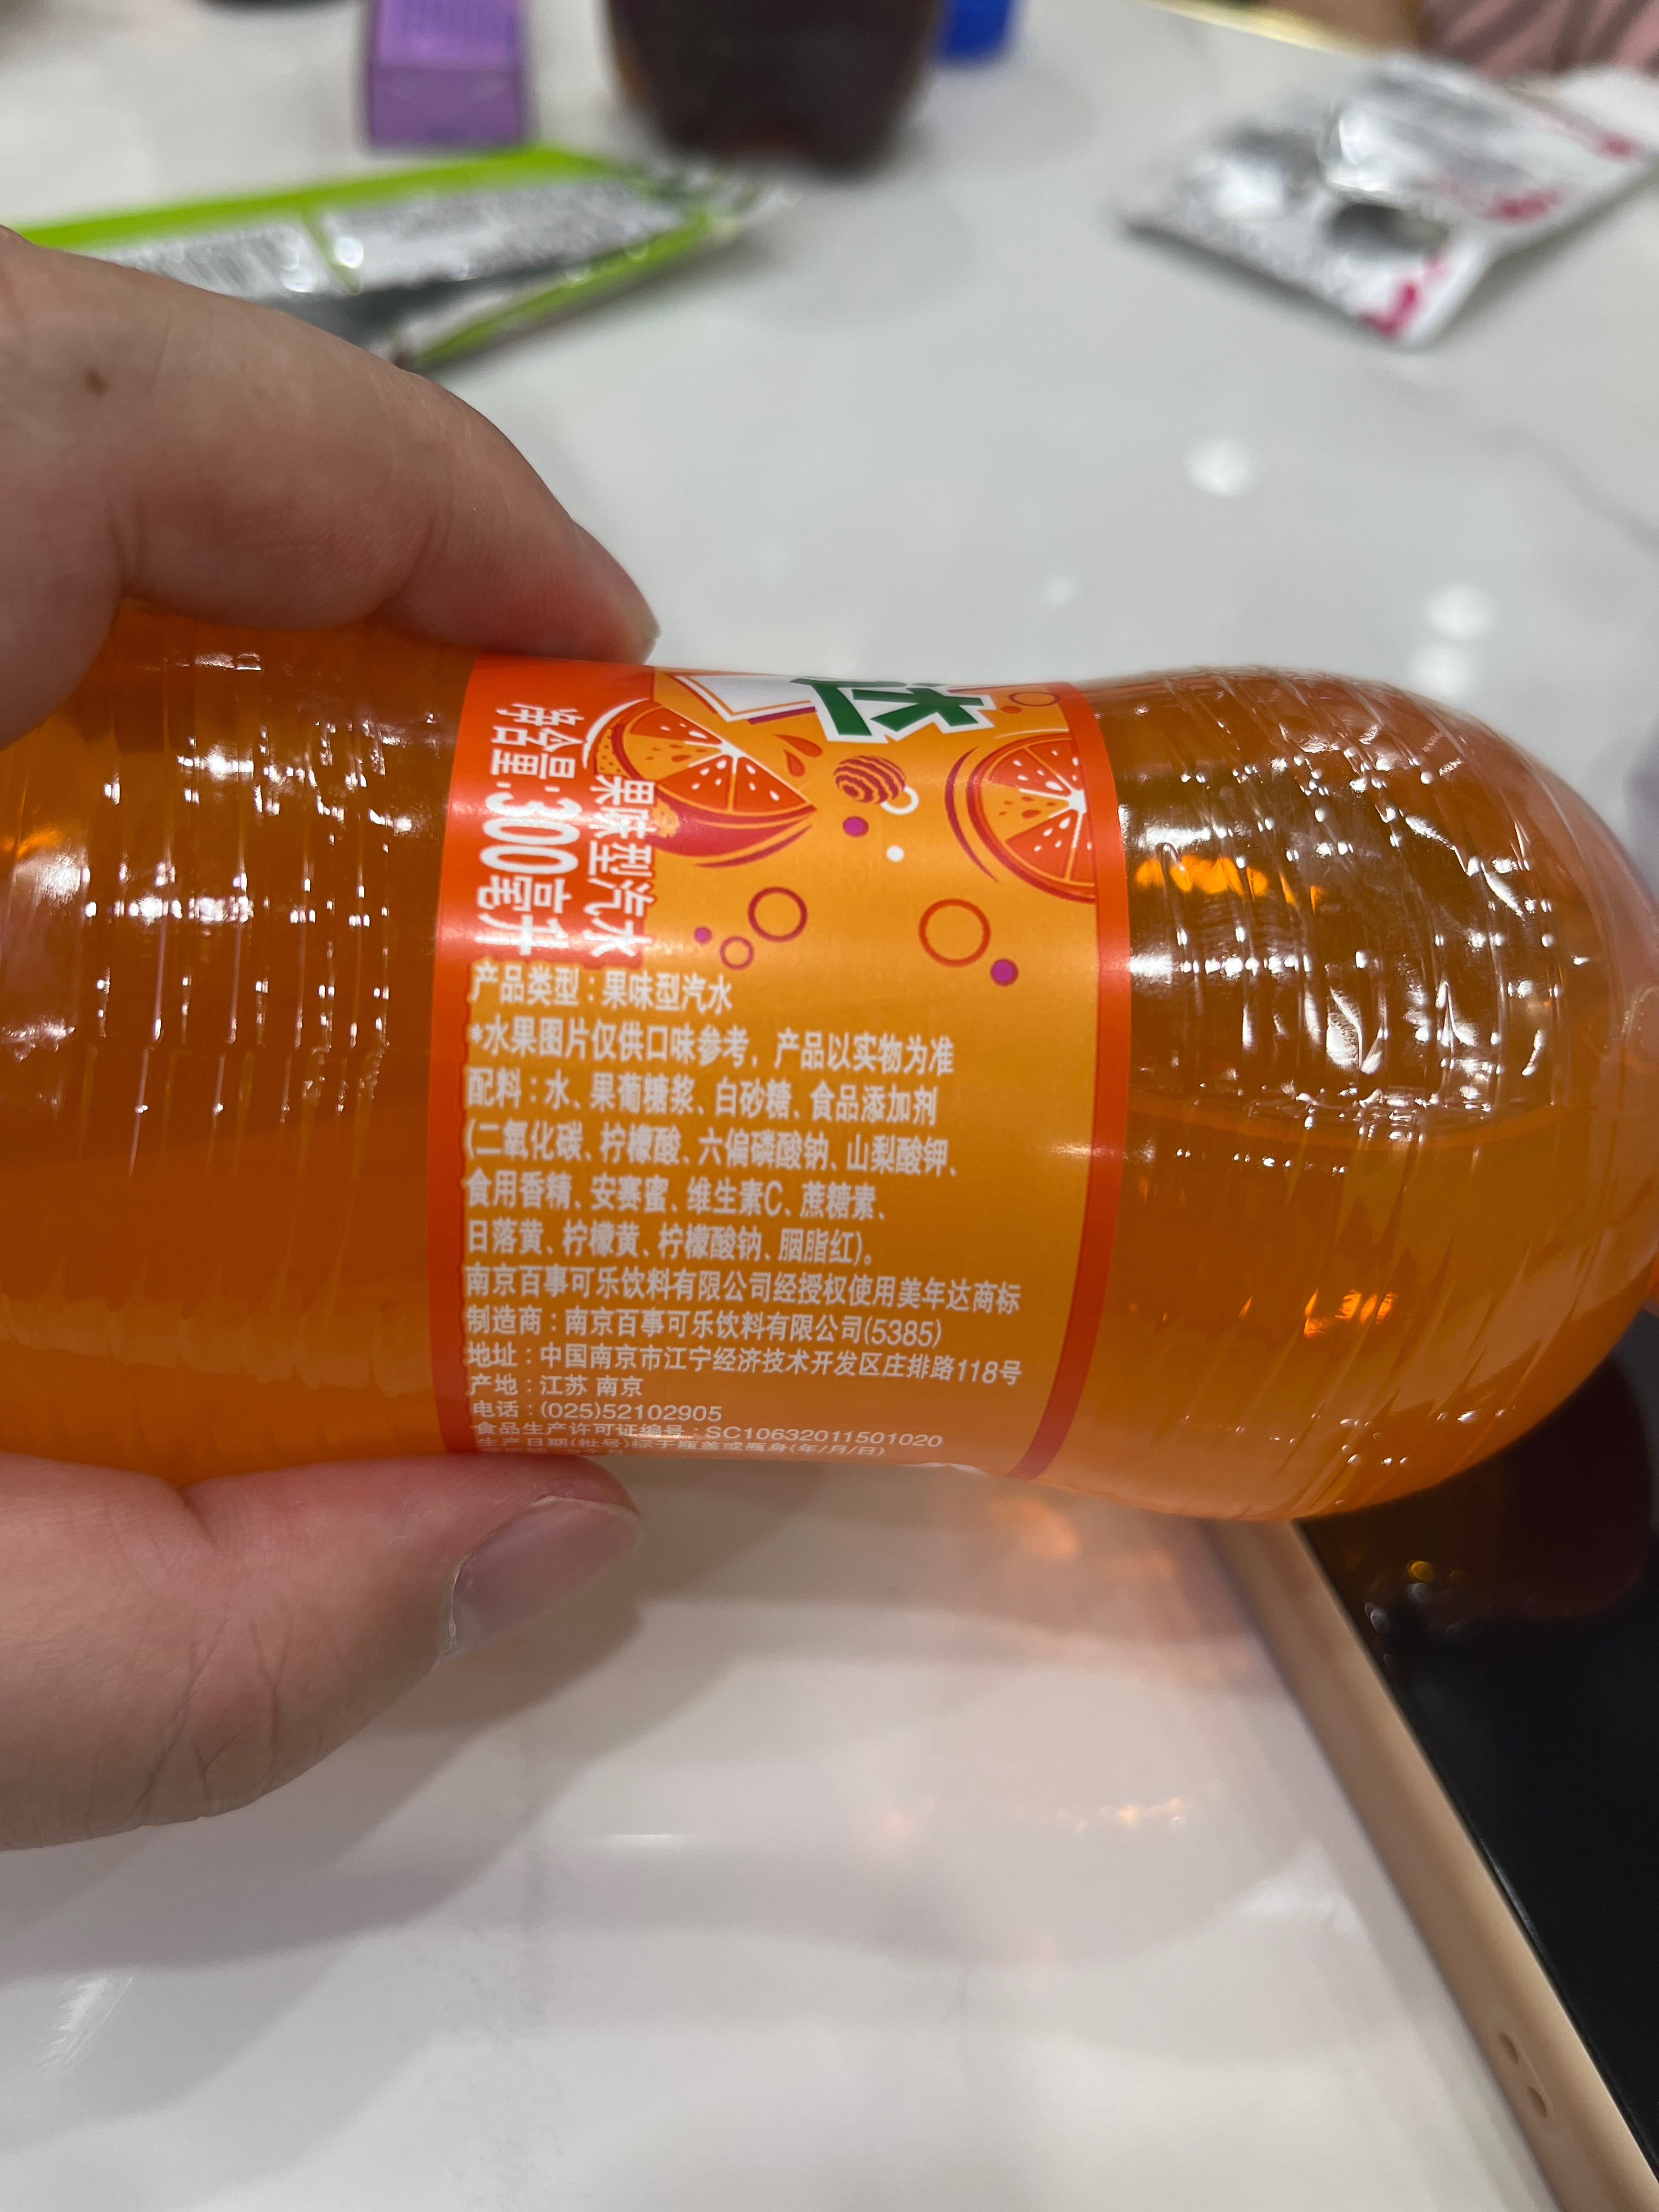 达
果味型汽水
净含量:300毫升
产品类型:果味型汽水
*水果图片仅供口味参考,产品以实物为准
配料:水、果葡糖浆、白砂糖、食品添加剂
(二氧化碳、柠檬酸、六偏磷酸钠、山梨酸钾、
食用香精、安赛蜜、维生素C、蔗糖素、
日落黄、柠檬黄、柠檬酸钠、胭脂红)。
南京百事可乐饮料有限公司经授权使用美年达商标
制造商:南京百事可乐饮料有限公司(5385)
地址:中国南京市江宁经济技术开发区庄排路118号
产地:江苏 南京
电话:(025)52102905
食品生产许可证编号:SC10632011501020
生产日期(批号)标于瓶盖或瓶身(年/月/日)